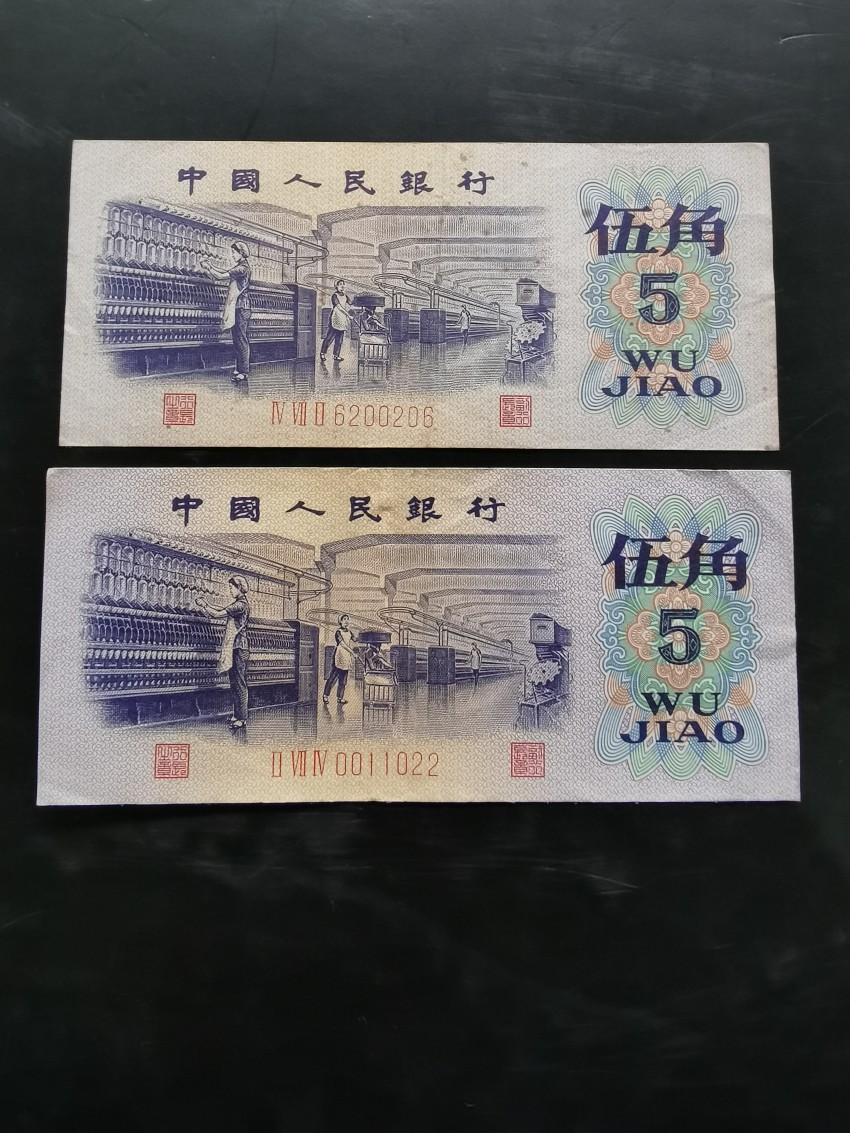 中國人民銀行
伍角
5
WU
JIAO
Ⅳ Ⅶ Ⅱ 6200206
中國人民銀行
伍角
5
WU
JIAO
Ⅱ Ⅶ Ⅳ 0011022